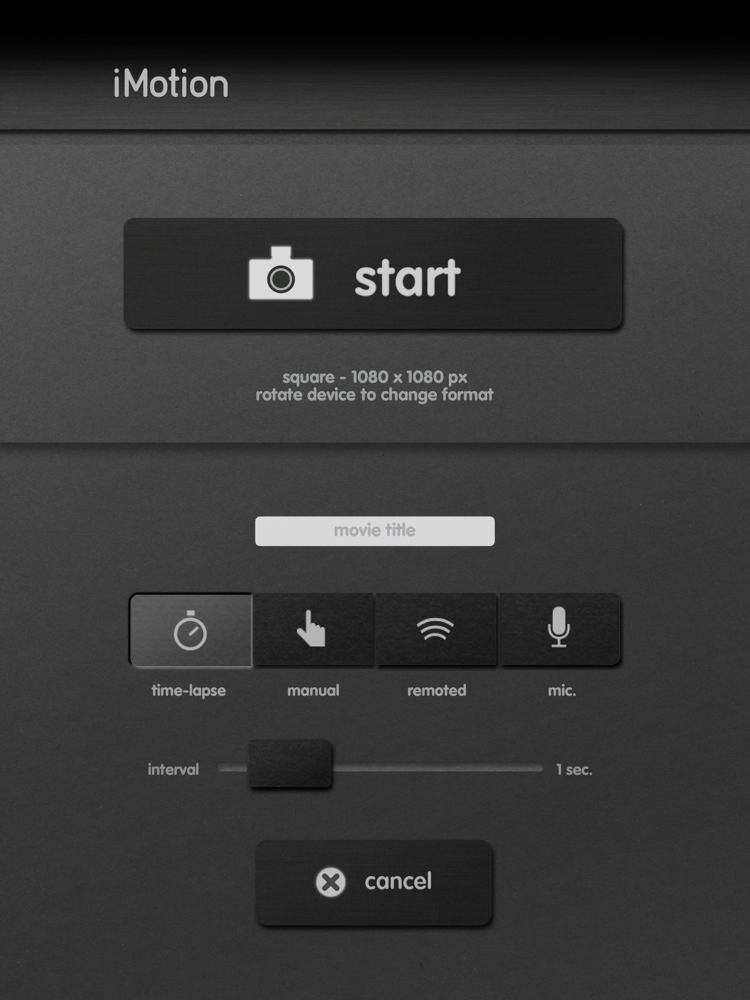 iMotion
start
square - 1080 x 1080 px
rotate device to change format
movie title
time-lapse
manual
remoted
mic.
interval
1 sec.
cancel